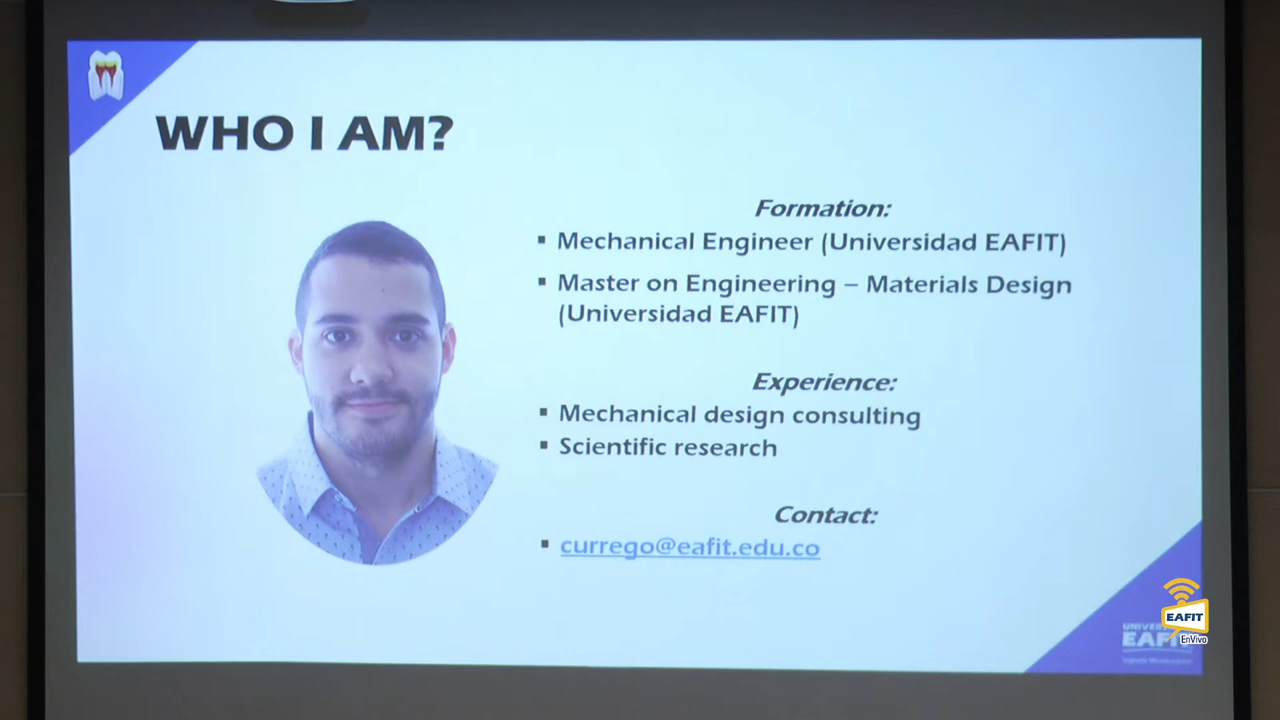 WHO I AM?
Formation:
▪ Mechanical Engineer (Universidad EAFIT)
▪ Master on Engineering – Materials Design
(Universidad EAFIT)
Experience:
▪ Mechanical design consulting
▪ Scientific research
Contact:
▪ currego@eafit.edu.co
EAFIT
EnVivo
EAFIT